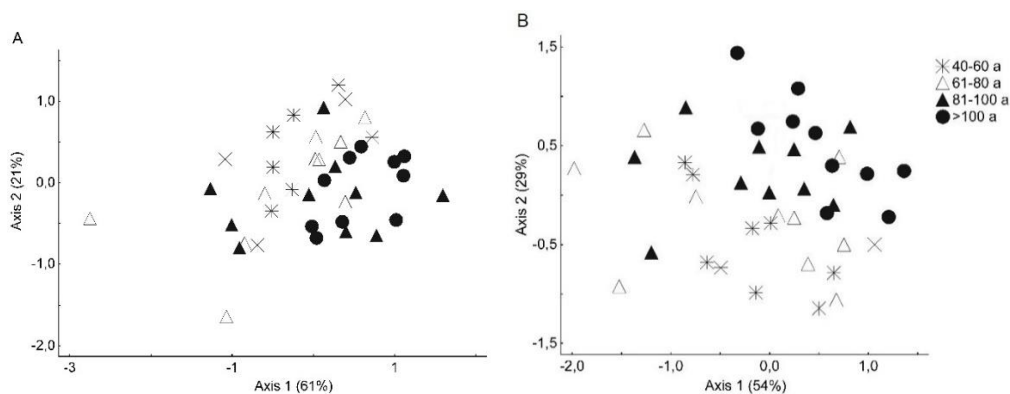 A
1,0
0,0
-1,0
-2,0
Axis 2 (21%)
-3
-1
1
Axis 1 (61%)
B
1,5
0,5
-0,5
-1,5
Axis 2 (29%)
-2,0
-1,0
0,0
1,0
Axis 1 (54%)
40-60 a
61-80 a
81-100 a
>100 a